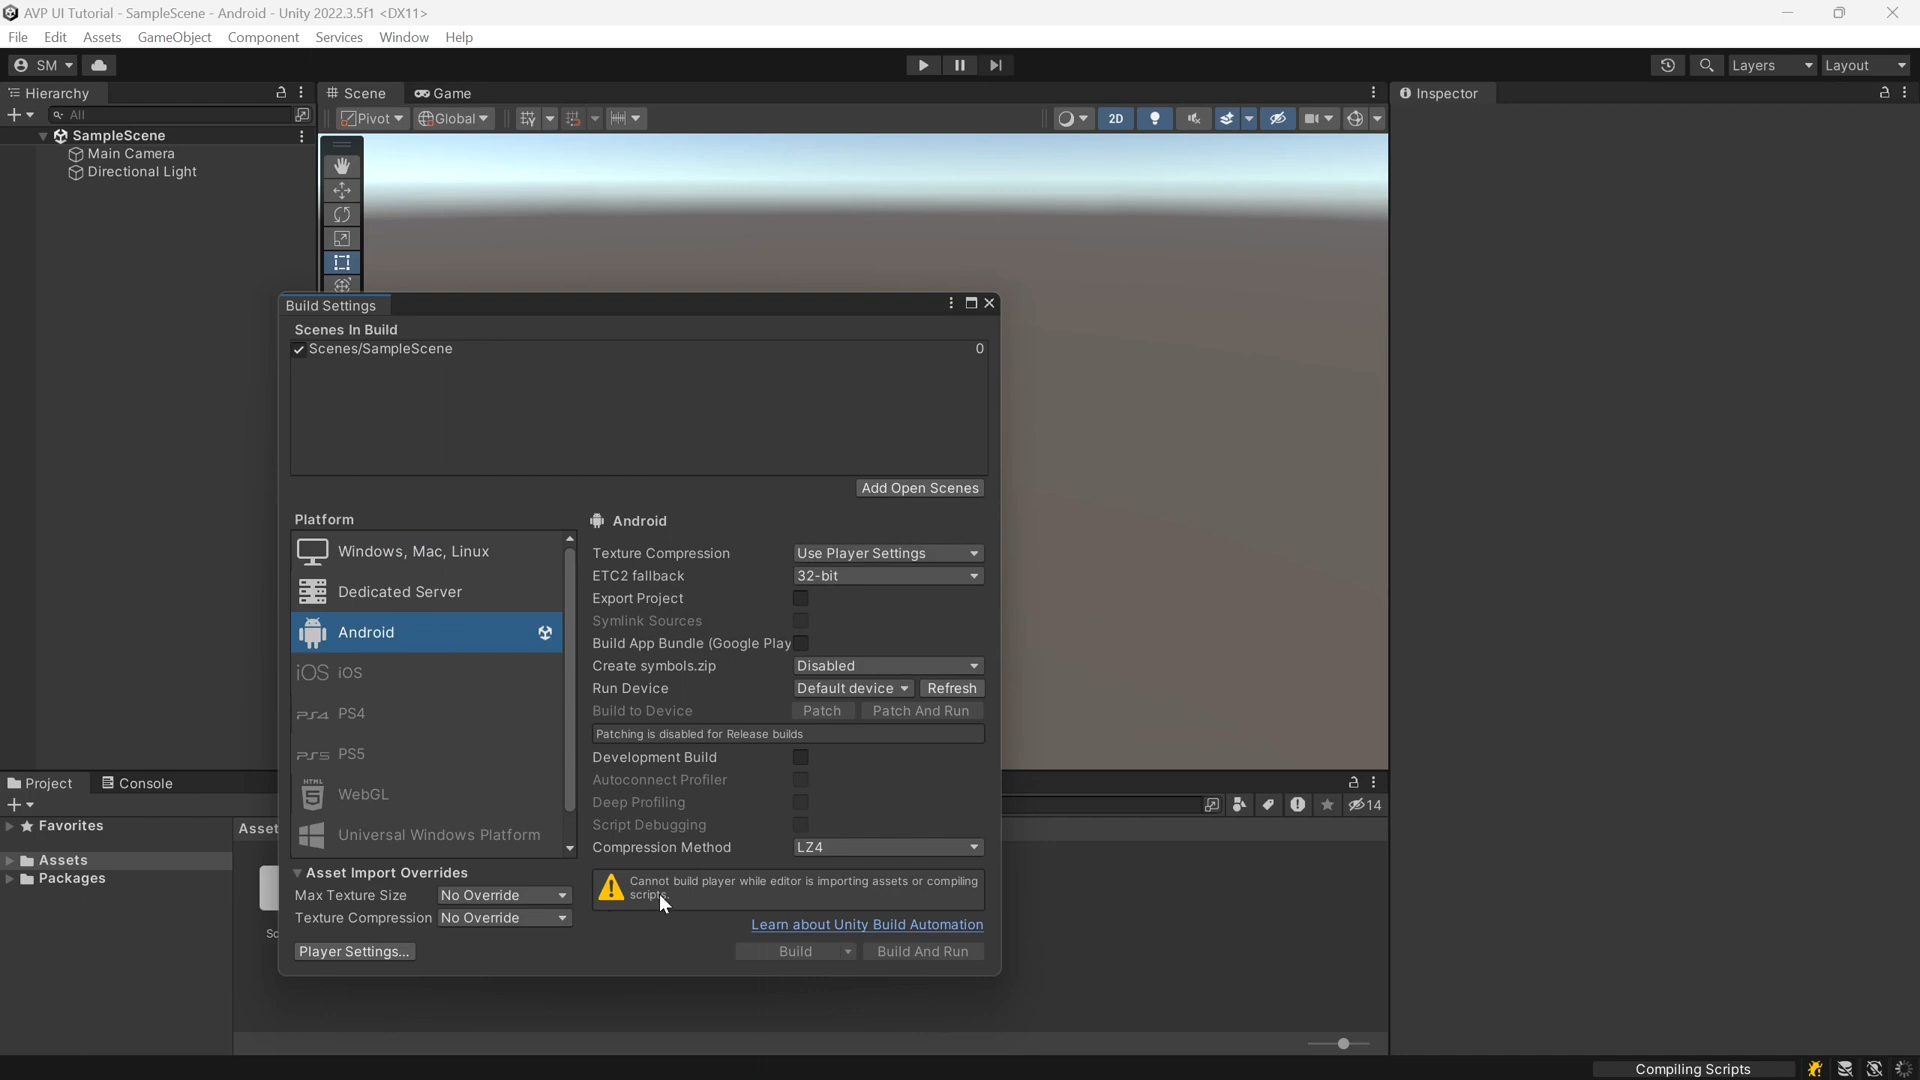 AVP UI Tutorial - SampleScene - Android - Unity 2022.3.5f1 <DX11>
File Edit Assets GameObject Component Services Window Help
SM Layers Layout
Hierarchy
Scene Game
Inspector
All
Pivot Global 2D
SampleScene
Main Camera
Directional Light
Build Settings
Scenes In Build
Scenes/SampleScene 0
Add Open Scenes
Platform
Windows, Mac, Linux
Dedicated Server
Android
iOS iOS
PS4 PS4
PS5 PS5
HTML 5 WebGL
Universal Windows Platform
Android
Texture Compression Use Player Settings
ETC2 fallback 32-bit
Export Project
Symlink Sources
Build App Bundle (Google Play
Create symbols.zip Disabled
Run Device Default device Refresh
Build to Device Patch Patch And Run
Patching is disabled for Release builds
Development Build
Autoconnect Profiler
Deep Profiling
Script Debugging
Compression Method LZ4
Asset Import Overrides
Max Texture Size No Override
Texture Compression No Override
Cannot build player while editor is importing assets or compiling
scripts.
Learn about Unity Build Automation
Player Settings... Build Build And Run
Project Console
14
Favorites
Assets
Packages
Asset
Sc
Compiling Scripts